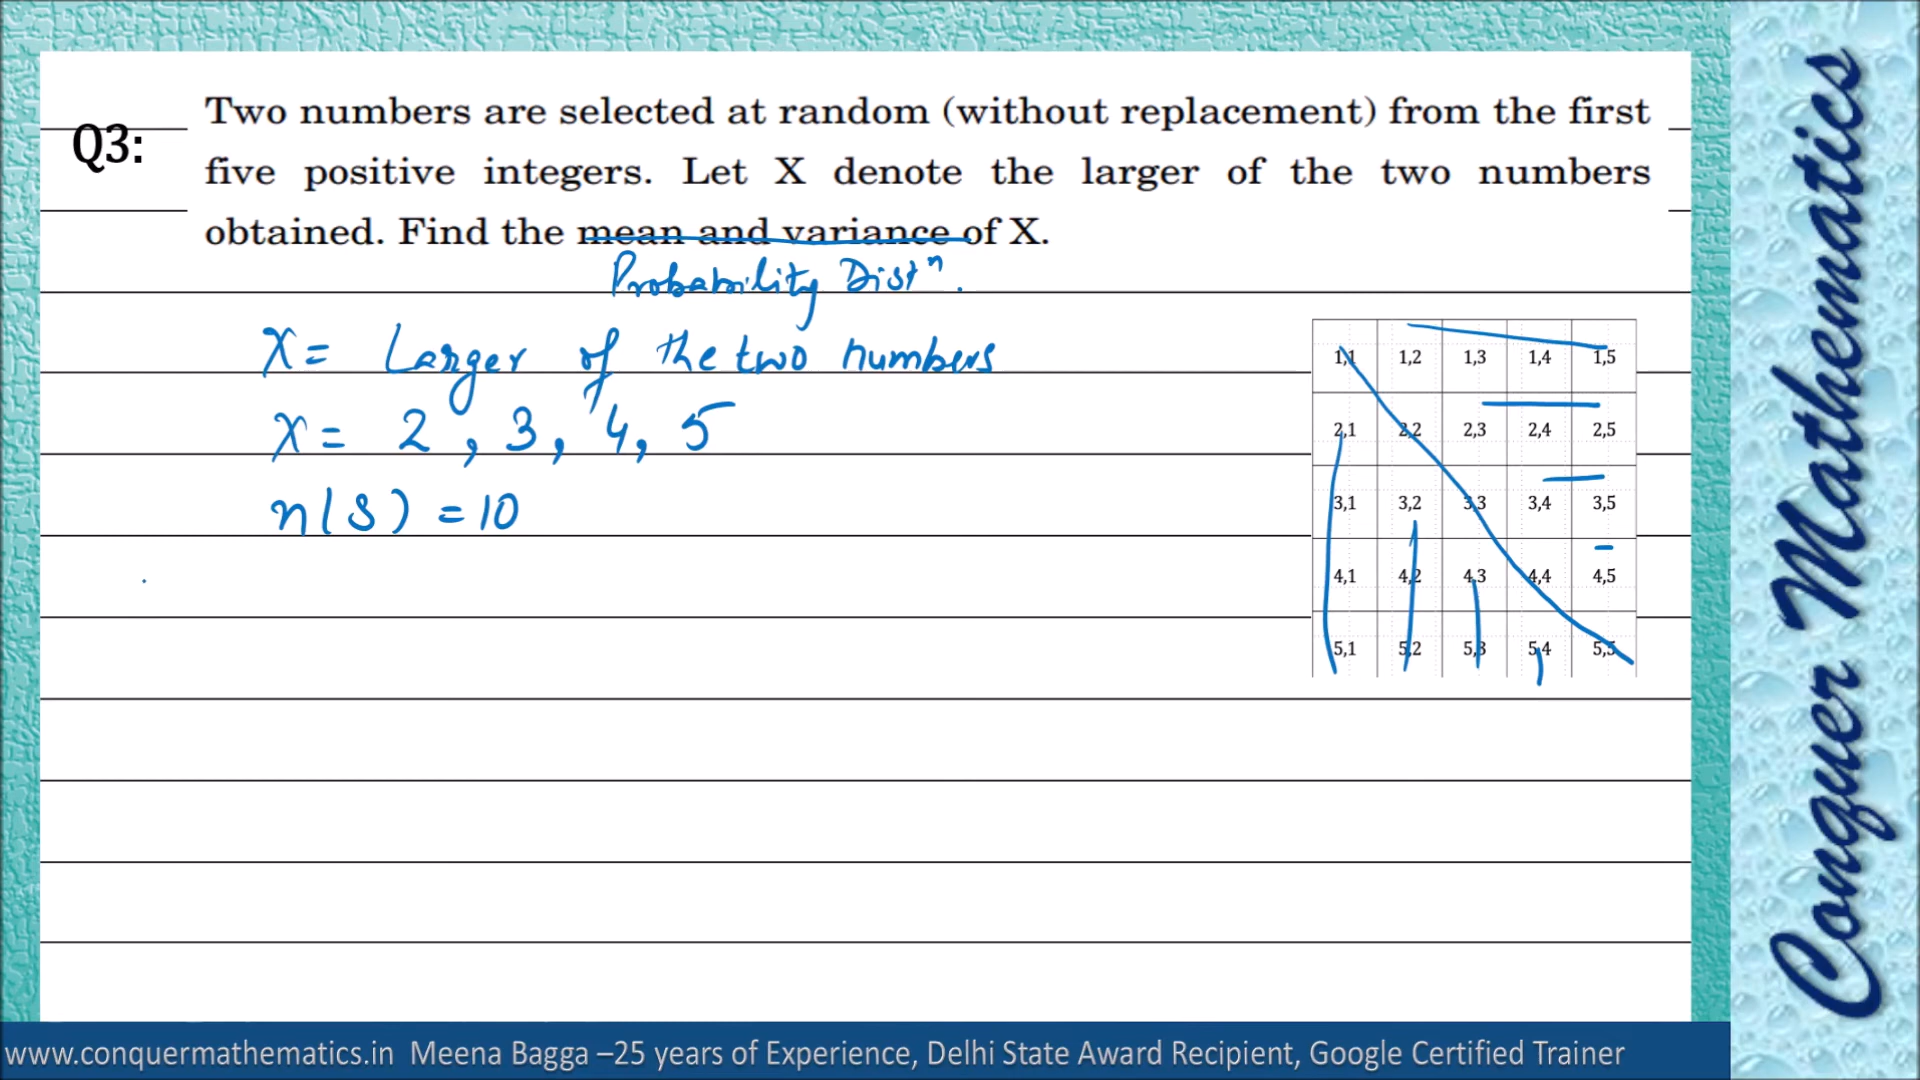 Q3:
Two numbers are selected at random (without replacement) from the first
five positive integers. Let X denote the larger of the two numbers
obtained. Find the mean and variance of X.
Probability Distⁿ.
X = Larger of the two numbers
X = 2, 3, 4, 5
n(S) = 10
1,1 1,2 1,3 1,4 1,5
2,1 2,2 2,3 2,4 2,5
3,1 3,2 3,3 3,4 3,5
4,1 4,2 4,3 4,4 4,5
5,1 5,2 5,3 5,4 5,5
Conquer Mathematics
www.conquermathematics.in Meena Bagga –25 years of Experience, Delhi State Award Recipient, Google Certified Trainer